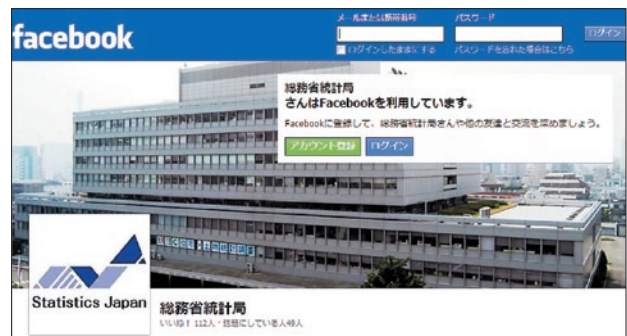 facebook
メールまたは携帯番号
パスワード
ログイン
ログインしたままにする
パスワードを忘れた場合はこちら
総務省統計局
さんはFacebookを利用しています。
Facebookに登録して、総務省統計局さんや他の友達と交流を深めましょう。
アカウント登録
ログイン
Statistics Japan
総務省統計局
いいね！112人・話題にしている人49人